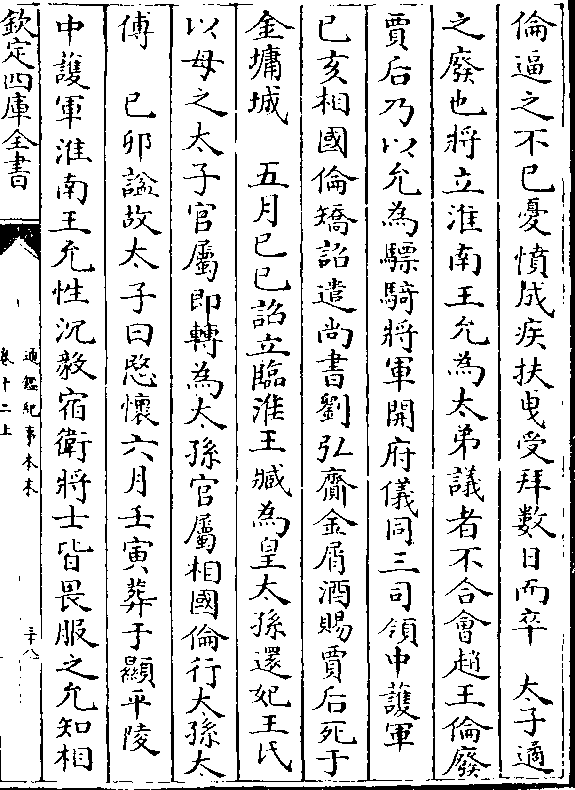 倫逼之不已憂憤成疾扶曳受拜數日而卒　太子遹
之廢也將立淮南王允為太弟議者不合會趙王倫廢
賈后乃以允為驃騎將軍開府儀同三司領中護軍
已亥相國倫矯詔遣尚書劉弘齎金屑酒賜賈后死于
金墉城　五月已巳詔立臨淮王臧為皇太孫還妃王氏
以母之太子官屬即轉為太孫官屬相國倫行太孫太
傅　已卯諡故太子曰愍懷六月壬寅葬于顯平陵
中護軍淮南王允性沉毅宿衛將士皆畏服之允知相
欽定四庫全書
通鑑紀事本末
卷十二上
三八